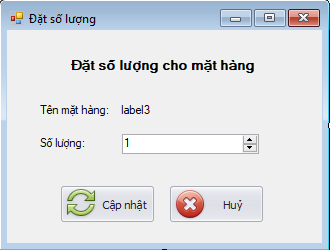 Đặt số lượng
Đặt số lượng cho mặt hàng
Tên mặt hàng: label3
Số lượng: 1
Cập nhật Huỷ